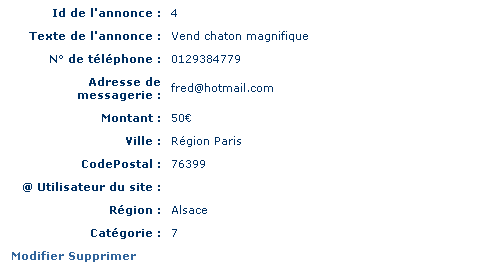 Id de l'annonce : 4
Texte de l'annonce : Vend chaton magnifique
N° de téléphone : 0129384779
Adresse de
messagerie : fred@hotmail.com
Montant : 50€
Ville : Région Paris
CodePostal : 76399
@ Utilisateur du site :
Région : Alsace
Catégorie : 7
Modifier Supprimer